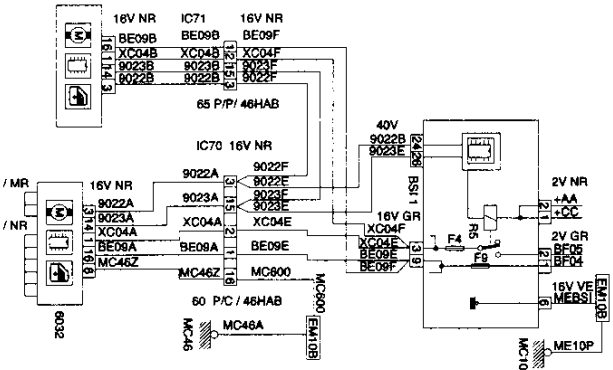 16V NR IC71 16V NR
16 BE09B BE09B 1 BE09F
1 XC04B XC04B 12 XC04F
14 9023B 9023B 15 9023F
3 9022B 9022B 3 9022F
65 P/P/ 46HAB
40V
IC70 16V NR
9022B 24
9023E 26
BSI 1
/ MR
16V NR
9022A 3 9022F
9022E
3 9022A
9023A 15 9023F
9023E
14 9023A
/ NR
1 XC04A XC04A 2 XC04E
16 BE09A BE09A 1 BE09E
8 MC46Z MC46Z 16 MC600
6032
60 P/C / 46HAB
MC600
MC46 MC46A EM10B
16V GR
XC04F
XC04E 3
BE09E
BE09F 9
F4
F9
R5
2V NR
2 +AA
1 +CC
2V GR
2 BF05
1 BF04
16V VE
6 MEBSI
EM10B
MC10 ME10P